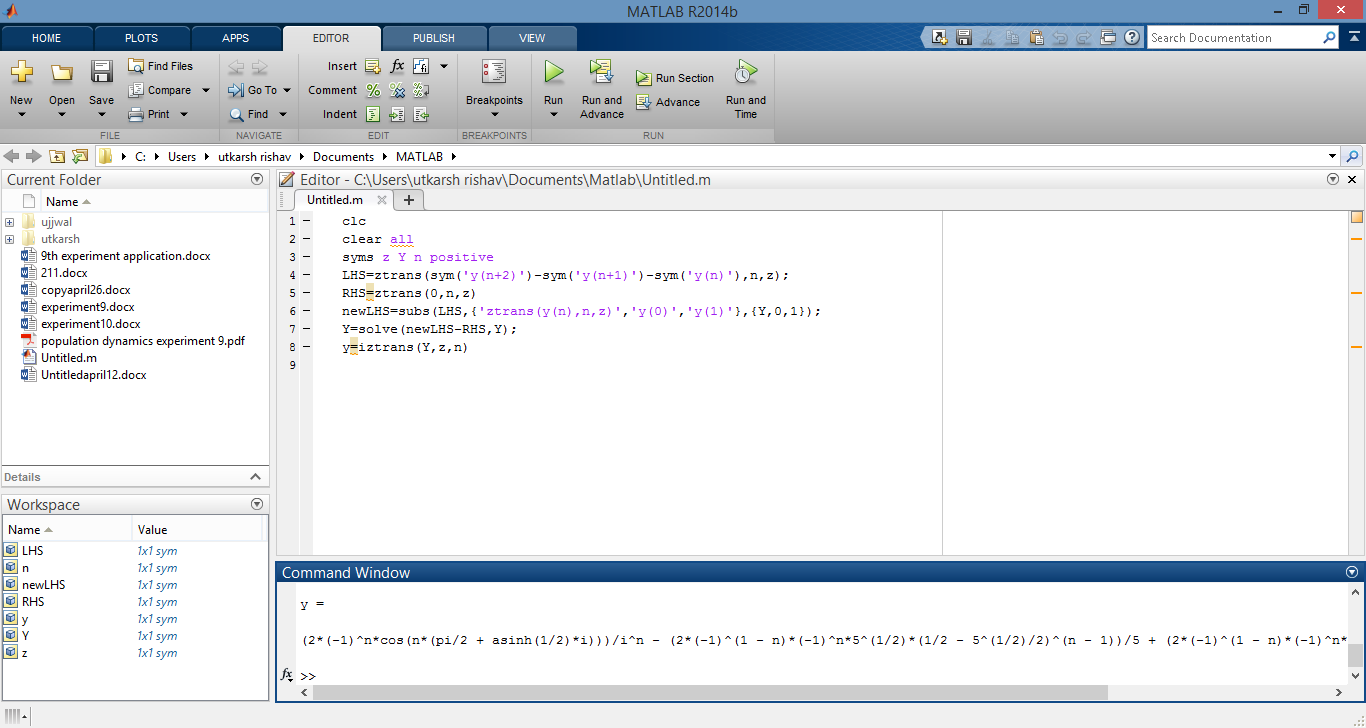 MATLAB R2014b
HOME PLOTS APPS EDITOR PUBLISH VIEW
Search Documentation
New Open Save Find Files Compare Print
Go To Find
Insert fx
Comment
Indent
Breakpoints
Run Run and Advance Run Section Advance Run and Time
FILE NAVIGATE EDIT BREAKPOINTS RUN
C: Users utkarsh rishav Documents MATLAB
Current Folder
Name
ujjwal
utkarsh
9th experiment application.docx
211.docx
copyapril26.docx
experiment9.docx
experiment10.docx
population dynamics experiment 9.pdf
Untitled.m
Untitledapril12.docx
Details
Workspace
Name Value
LHS 1x1 sym
n 1x1 sym
newLHS 1x1 sym
RHS 1x1 sym
y 1x1 sym
Y 1x1 sym
z 1x1 sym
Editor - C:\Users\utkarsh rishav\Documents\Matlab\Untitled.m
Untitled.m
1 – clc
2 – clear all
3 – syms z Y n positive
4 – LHS=ztrans(sym('y(n+2)')-sym('y(n+1)')-sym('y(n)'),n,z);
5 – RHS=ztrans(0,n,z)
6 – newLHS=subs(LHS,{'ztrans(y(n),n,z)','y(0)','y(1)'},{Y,0,1});
7 – Y=solve(newLHS-RHS,Y);
8 – y=iztrans(Y,z,n)
9
Command Window
y =
(2*(-1)^n*cos(n*(pi/2 + asinh(1/2)*i)))/i^n - (2*(-1)^(1 - n)*(-1)^n*5^(1/2)*(1/2 - 5^(1/2)/2)^(n - 1))/5 + (2*(-1)^(1 - n)*(-1)^n*
fx >>